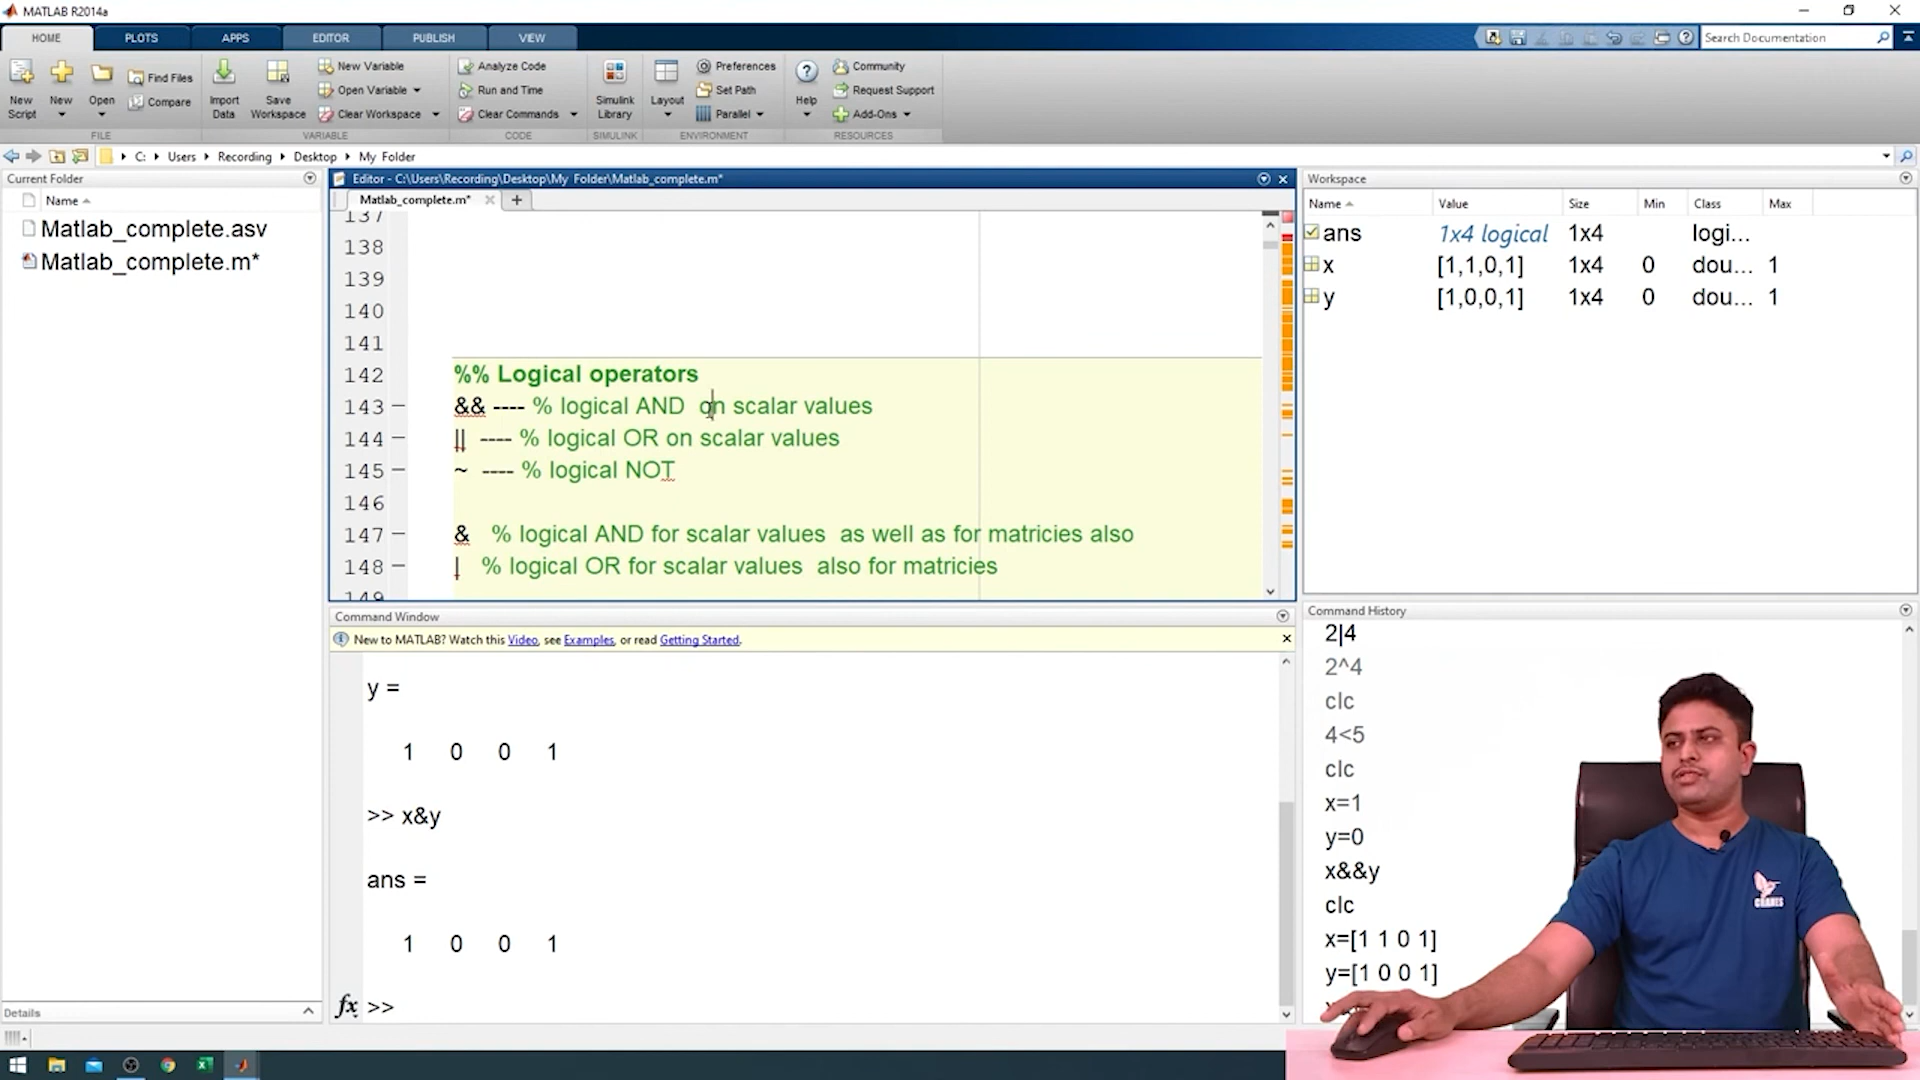 MATLAB R2014a
HOME PLOTS APPS EDITOR PUBLISH VIEW
Search Documentation
New Script
New
Open
Find Files
Compare
FILE
Import Data
Save Workspace
New Variable
Open Variable
Clear Workspace
VARIABLE
Analyze Code
Run and Time
Clear Commands
CODE
Simulink Library
SIMULINK
Layout
Preferences
Set Path
Parallel
ENVIRONMENT
Help
Community
Request Support
Add-Ons
RESOURCES
C: Users Recording Desktop My Folder
Current Folder
Name
Matlab_complete.asv
Matlab_complete.m*
Details
Editor - C:\Users\Recording\Desktop\My Folder\Matlab_complete.m*
Matlab_complete.m*
137
138
139
140
141
142 %% Logical operators
143 – && ---- % logical AND  on scalar values
144 – ||  ---- % logical OR on scalar values
145 – ~  ---- % logical NOT
146
147 – &   % logical AND for scalar values  as well as for matricies also
148 – |   % logical OR for scalar values  also for matricies
149
Command Window
New to MATLAB? Watch this Video, see Examples, or read Getting Started.
y =
1 0 0 1
>> x&y
ans =
1 0 0 1
fx >>
Workspace
Name Value Size Min Class Max
ans 1x4 logical 1x4 logi...
x [1,1,0,1] 1x4 0 dou... 1
y [1,0,0,1] 1x4 0 dou... 1
Command History
2|4
2^4
clc
4<5
clc
x=1
y=0
x&&y
clc
x=[1 1 0 1]
y=[1 0 0 1]
CRANES